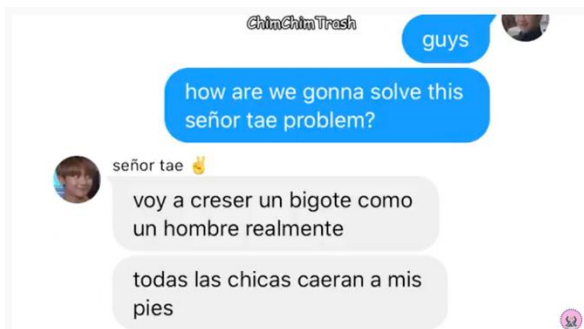 ChimChimTrash
guys
how are we gonna solve this
señor tae problem?
señor tae ✌
voy a creser un bigote como
un hombre realmente
todas las chicas caeran a mis
pies